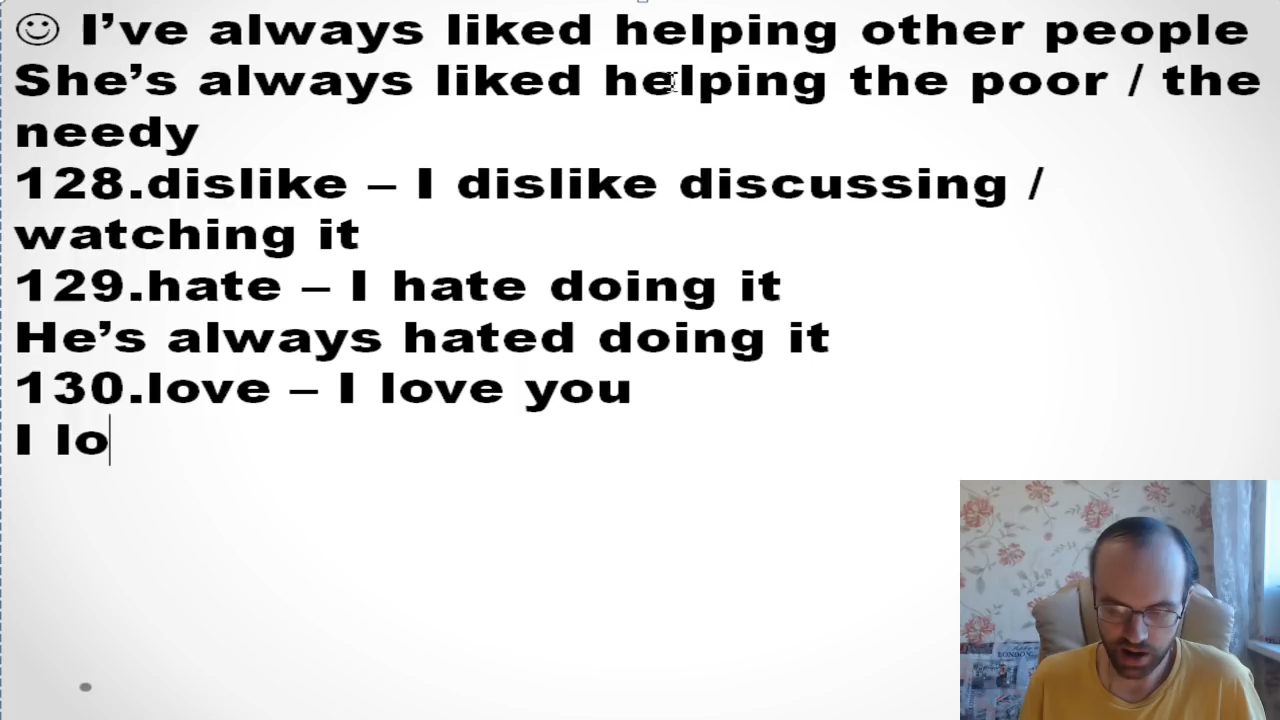 ☺ I’ve always liked helping other people
She’s always liked helping the poor / the
needy
128.dislike – I dislike discussing /
watching it
129.hate – I hate doing it
He’s always hated doing it
130.love – I love you
I lo
LONDON